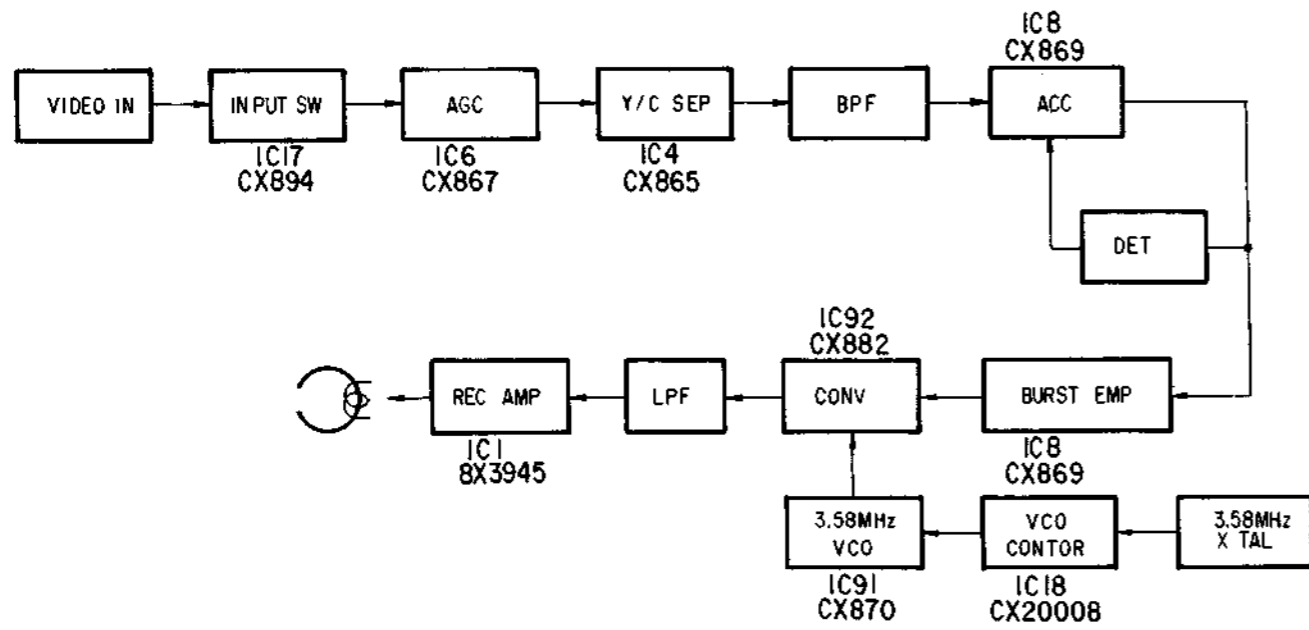 IC8
CX869
VIDEO IN
INPUT SW
AGC
Y/C SEP
BPF
ACC
IC17
CX894
IC6
CX867
IC4
CX865
DET
IC92
CX882
REC AMP
LPF
CONV
BURST EMP
IC1
8X3945
IC8
CX869
3.58MHz
VCO
VCO
CONTOR
3.58MHz
X TAL
IC91
CX870
IC18
CX20008